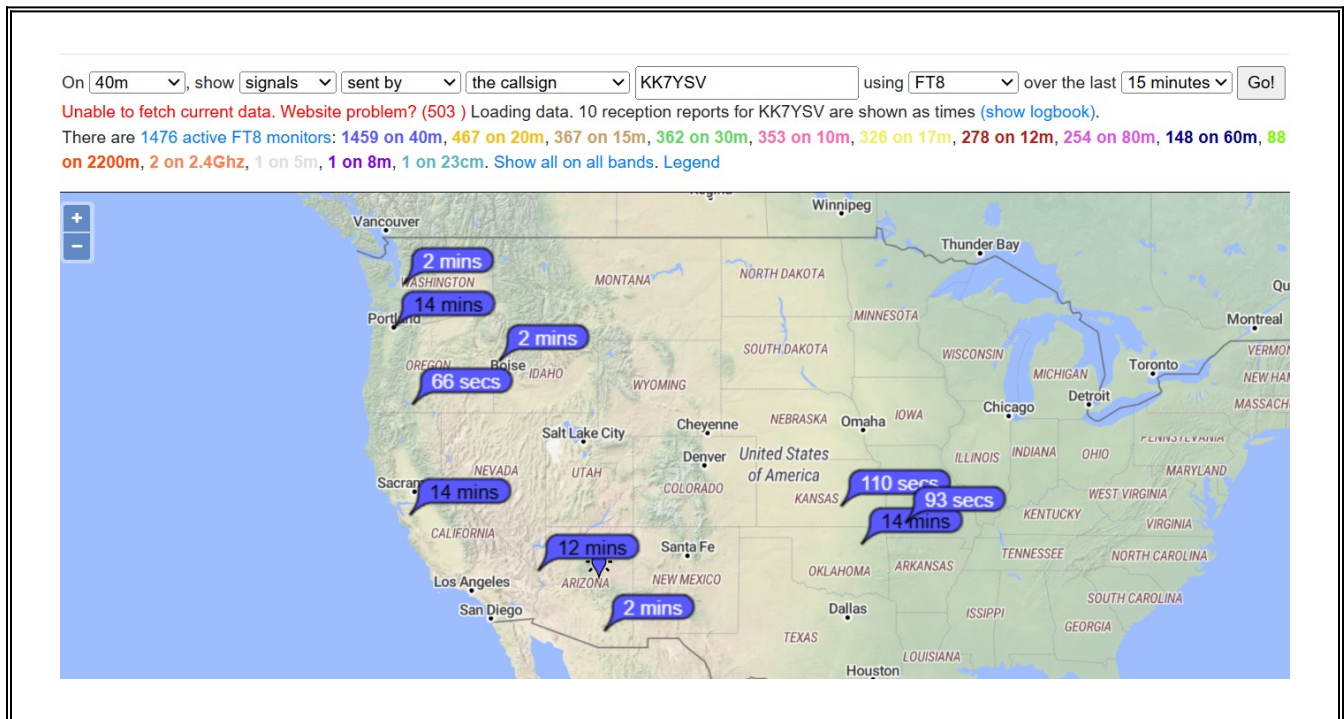 On 40m, show signals sent by the callsign KK7YSV using FT8 over the last 15 minutes Go!
Unable to fetch current data. Website problem? (503 ) Loading data. 10 reception reports for KK7YSV are shown as times (show logbook).
There are 1476 active FT8 monitors: 1459 on 40m, 467 on 20m, 367 on 15m, 362 on 30m, 353 on 10m, 326 on 17m, 278 on 12m, 254 on 80m, 148 on 60m, 88
on 2200m, 2 on 2.4Ghz, 1 on 5m, 1 on 8m, 1 on 23cm. Show all on all bands. Legend
+
−
Winnipeg
Vancouver
Thunder Bay
2 mins
WASHINGTON
MONTANA
NORTH DAKOTA
Qu
14 mins
Portland
MINNESOTA
Montreal
2 mins
SOUTH DAKOTA
WISCONSIN
VERMON
OREGON
Boise
IDAHO
Toronto
66 secs
WYOMING
MICHIGAN
NEW HAM
Detroit
Chicago
MASSACH
Cheyenne
NEBRASKA
Omaha
IOWA
Salt Lake City
PENNSYLVANIA
Denver
United States
of America
ILLINOIS
INDIANA
OHIO
NEVADA
UTAH
MARYLAND
Sacram
14 mins
COLORADO
KANSAS
110 secs
93 secs
WEST VIRGINIA
KENTUCKY
14 mins
VIRGINIA
CALIFORNIA
12 mins
Santa Fe
TENNESSEE
NORTH CAROLINA
Los Angeles
ARIZONA
NEW MEXICO
OKLAHOMA
ARKANSAS
SOUTH CAROLINA
San Diego
2 mins
Dallas
ISSIPPI
GEORGIA
TEXAS
LOUISIANA
Houston